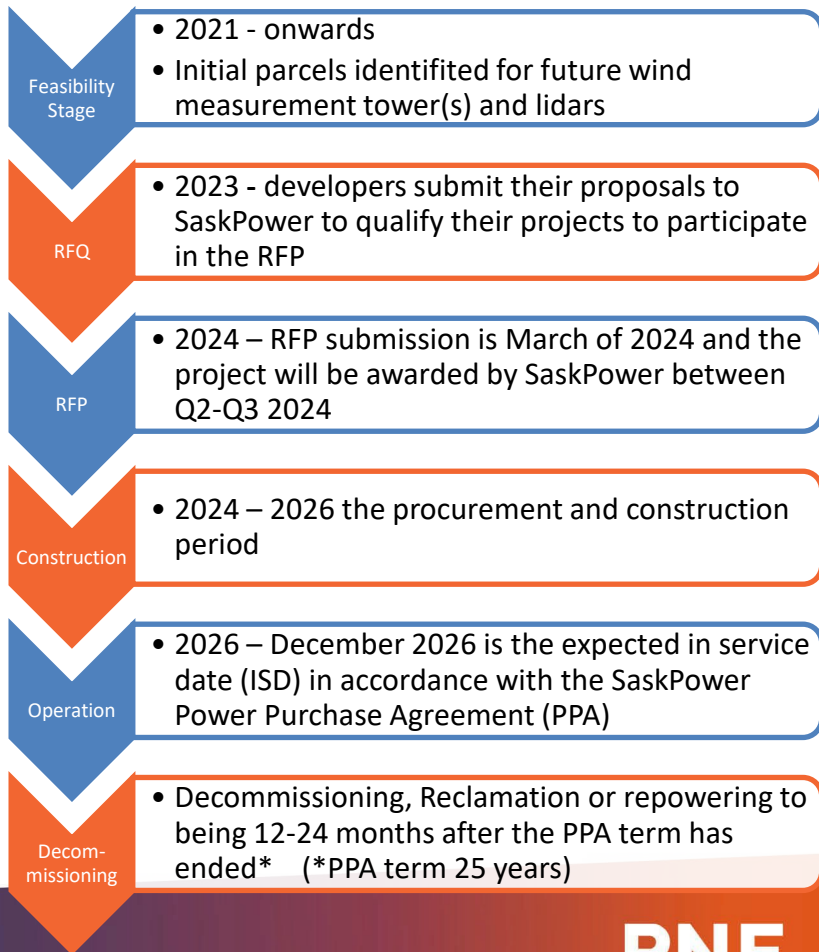 Feasibility
Stage
• 2021 - onwards
• Initial parcels identifited for future wind
measurement tower(s) and lidars
RFQ
• 2023 - developers submit their proposals to
SaskPower to qualify their projects to participate
in the RFP
RFP
• 2024 – RFP submission is March of 2024 and the
project will be awarded by SaskPower between
Q2-Q3 2024
Construction
• 2024 – 2026 the procurement and construction
period
Operation
• 2026 – December 2026 is the expected in service
date (ISD) in accordance with the SaskPower
Power Purchase Agreement (PPA)
Decom-
missioning
• Decommissioning, Reclamation or repowering to
being 12-24 months after the PPA term has
ended* (*PPA term 25 years)
PNE